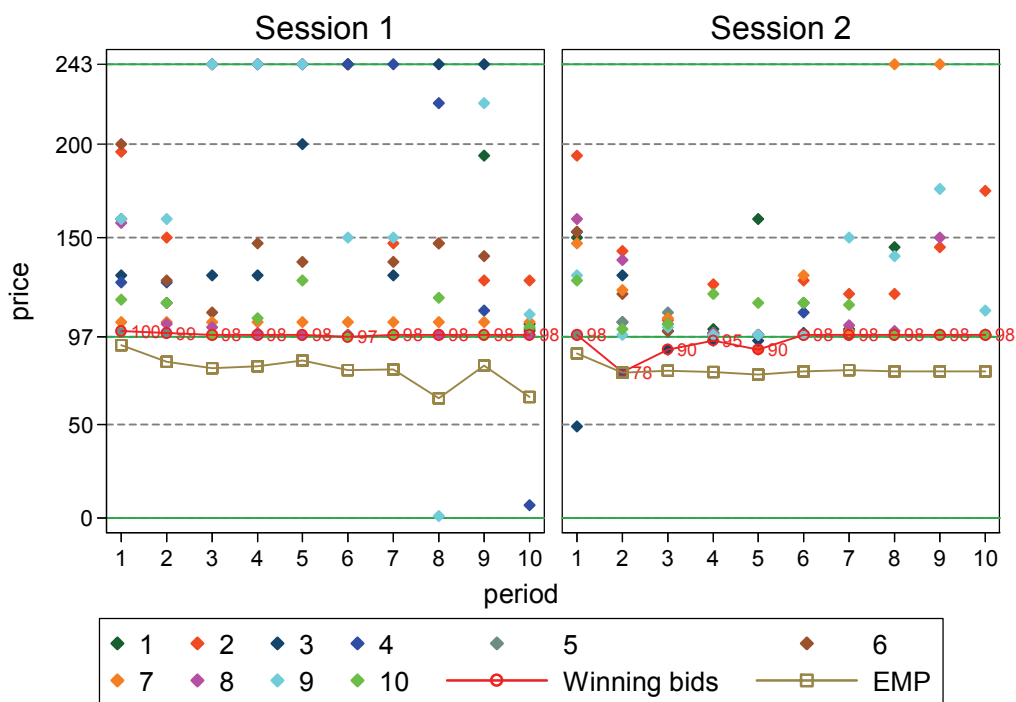 Session 1 Session 2
243
200
150
97
50
0
price
100 99 98 98 98 97 98 98 98 98
98 78 90 95 90 98 98 98 98 98
1 2 3 4 5 6 7 8 9 10 1 2 3 4 5 6 7 8 9 10
period
1 2 3 4 5 6
7 8 9 10 Winning bids EMP